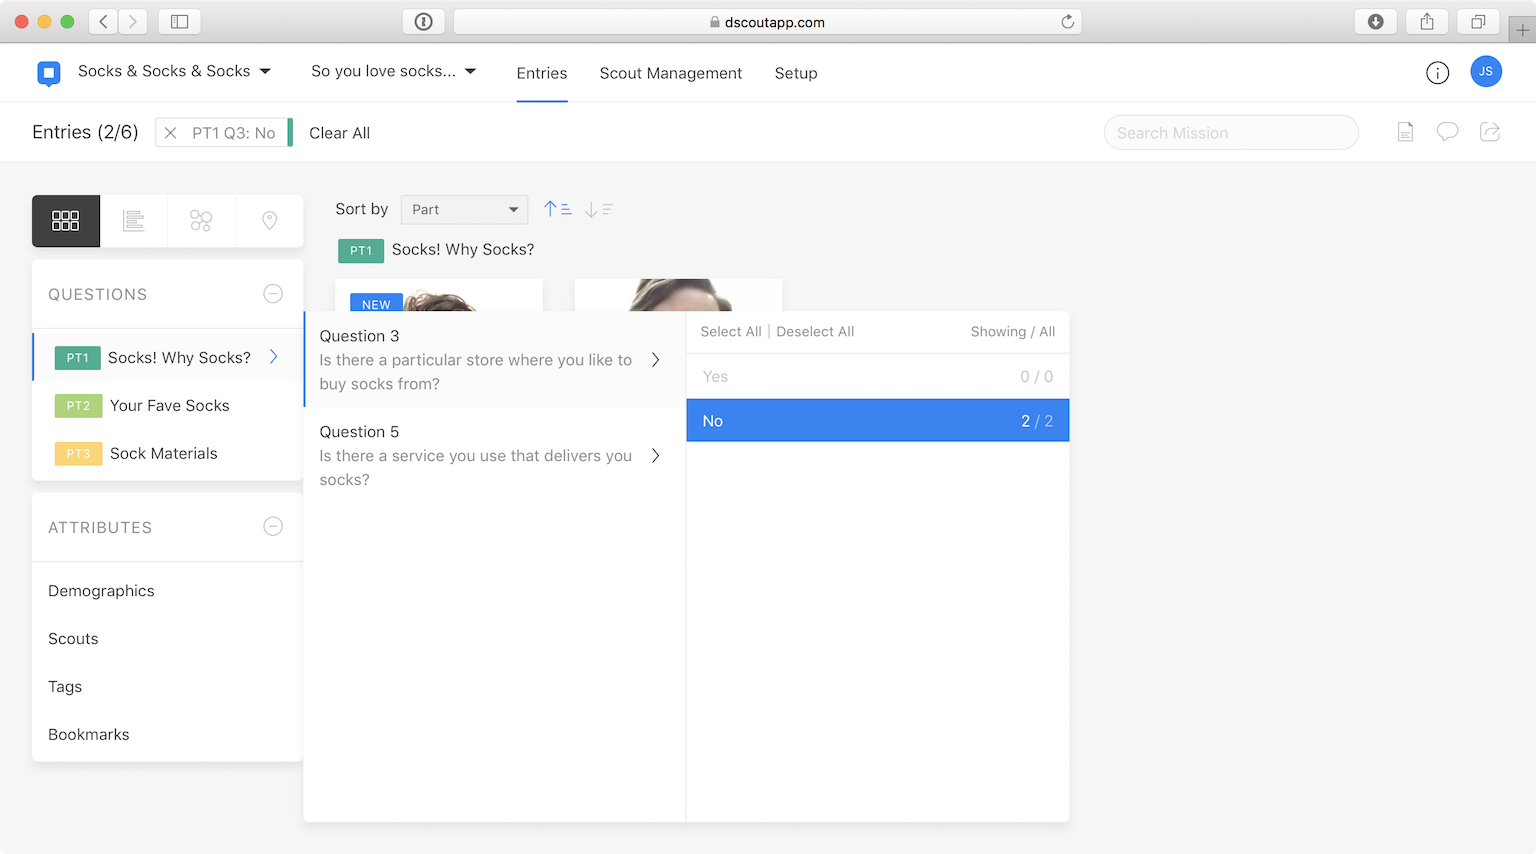 dscoutapp.com
Socks & Socks & Socks
So you love socks...
Entries
Scout Management
Setup
JS
Entries (2/6)
PT1 Q3: No
Clear All
Search Mission
Sort by
Part
PT1 Socks! Why Socks?
NEW
QUESTIONS
PT1 Socks! Why Socks?
PT2 Your Fave Socks
PT3 Sock Materials
ATTRIBUTES
Demographics
Scouts
Tags
Bookmarks
Question 3
Is there a particular store where you like to
buy socks from?
Question 5
Is there a service you use that delivers you
socks?
Select All | Deselect All
Showing / All
Yes 0 / 0
No 2 / 2